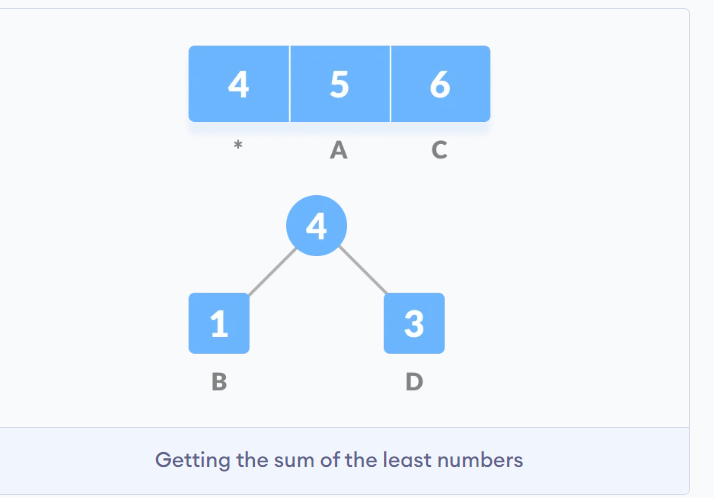 4 5 6
* A C
4
1 3
B D
Getting the sum of the least numbers